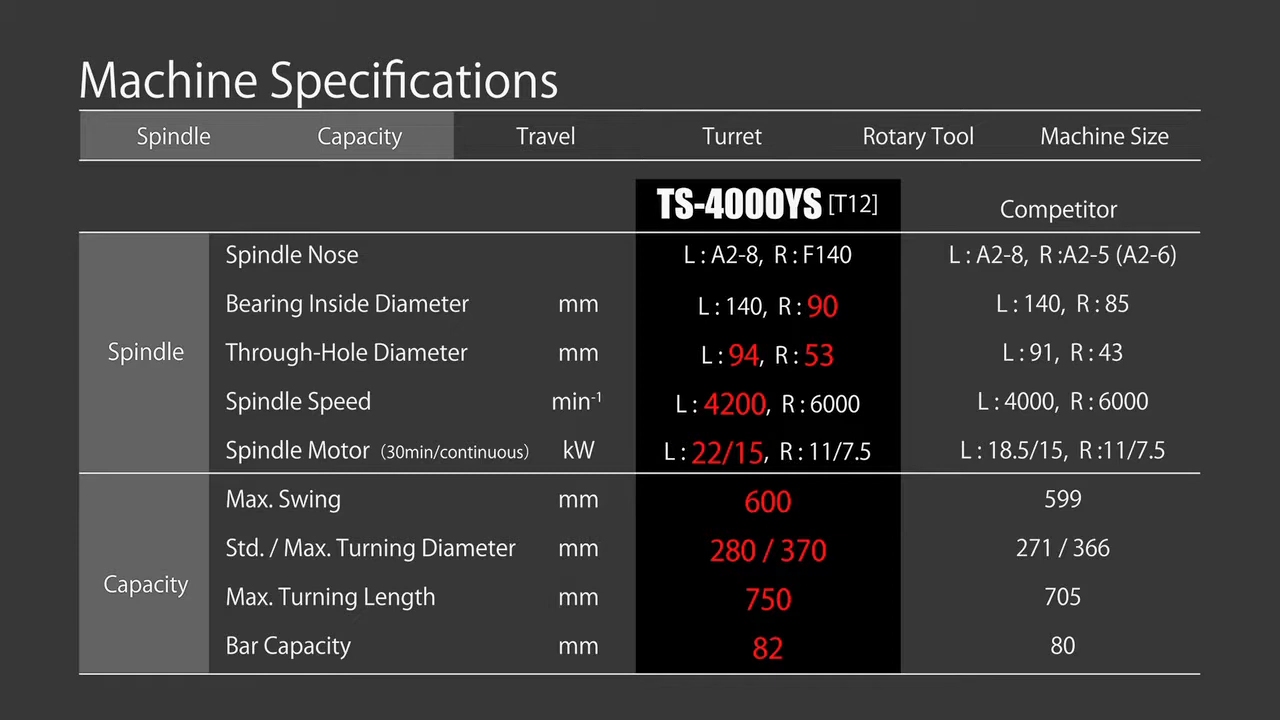 Machine Specifications
Spindle Capacity Travel Turret Rotary Tool Machine Size
TS-4000YS [T12] Competitor
Spindle
Spindle Nose L : A2-8, R : F140 L : A2-8, R :A2-5 (A2-6)
Bearing Inside Diameter mm L : 140, R : 90 L : 140, R : 85
Through-Hole Diameter mm L : 94, R : 53 L : 91, R : 43
Spindle Speed min-1 L : 4200, R : 6000 L : 4000, R : 6000
Spindle Motor (30min/continuous) kW L : 22/15, R : 11/7.5 L : 18.5/15, R :11/7.5
Capacity
Max. Swing mm 600 599
Std. / Max. Turning Diameter mm 280 / 370 271 / 366
Max. Turning Length mm 750 705
Bar Capacity mm 82 80